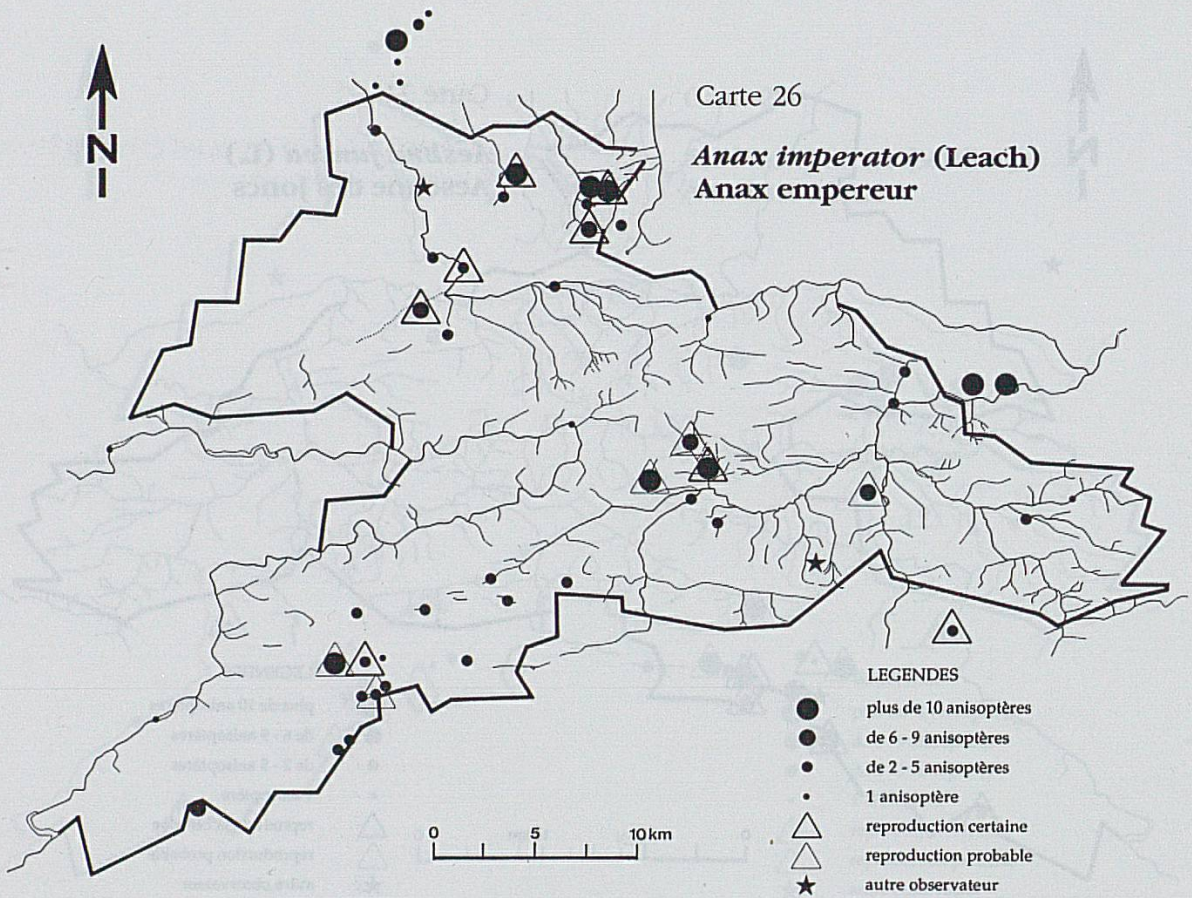 N
Carte 26
Anax imperator (Leach)
Anax empereur
LEGENDES
plus de 10 anisoptères
de 6 - 9 anisoptères
de 2 - 5 anisoptères
1 anisoptère
reproduction certaine
reproduction probable
autre observateur
0 5 10 km